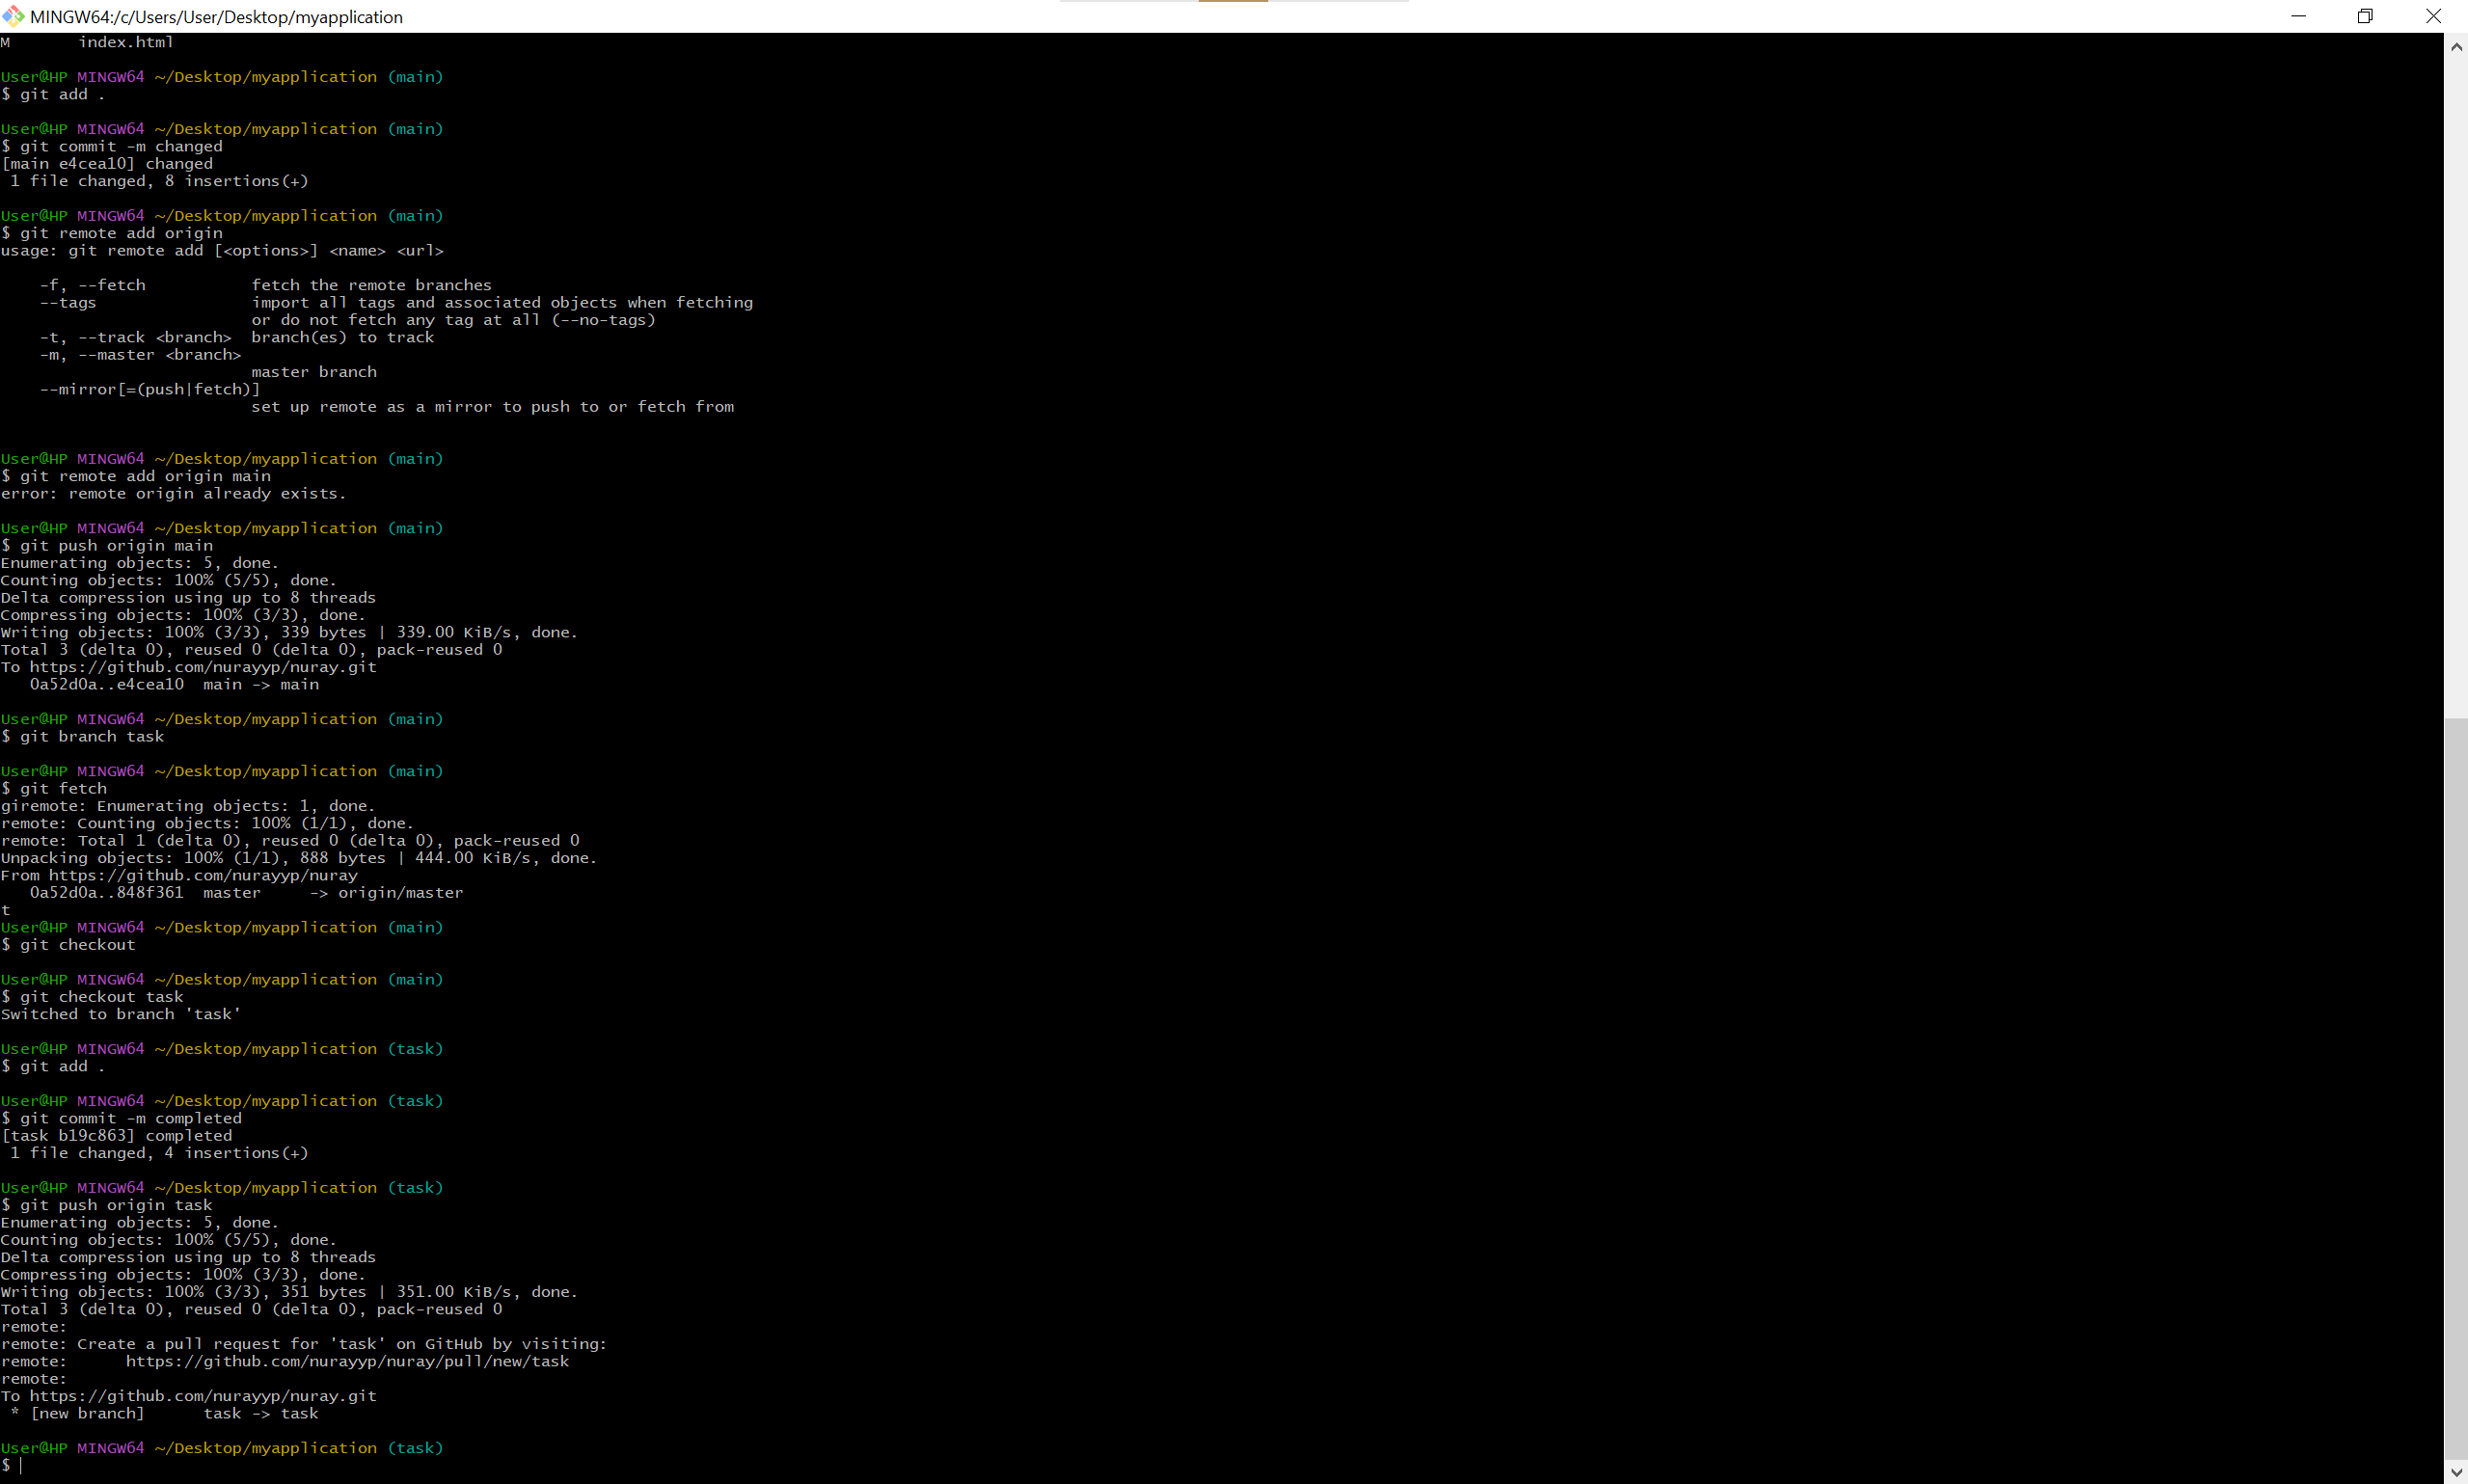 MINGW64:/c/Users/User/Desktop/myapplication
M       index.html
User@HP MINGW64 ~/Desktop/myapplication (main)
$ git add .
User@HP MINGW64 ~/Desktop/myapplication (main)
$ git commit -m changed
[main e4cea10] changed
 1 file changed, 8 insertions(+)
User@HP MINGW64 ~/Desktop/myapplication (main)
$ git remote add origin
usage: git remote add [<options>] <name> <url>
    -f, --fetch           fetch the remote branches
    --tags                import all tags and associated objects when fetching
                          or do not fetch any tag at all (--no-tags)
    -t, --track <branch>  branch(es) to track
    -m, --master <branch>
                          master branch
    --mirror[=(push|fetch)]
                          set up remote as a mirror to push to or fetch from
User@HP MINGW64 ~/Desktop/myapplication (main)
$ git remote add origin main
error: remote origin already exists.
User@HP MINGW64 ~/Desktop/myapplication (main)
$ git push origin main
Enumerating objects: 5, done.
Counting objects: 100% (5/5), done.
Delta compression using up to 8 threads
Compressing objects: 100% (3/3), done.
Writing objects: 100% (3/3), 339 bytes | 339.00 KiB/s, done.
Total 3 (delta 0), reused 0 (delta 0), pack-reused 0
To https://github.com/nurayyp/nuray.git
   0a52d0a..e4cea10  main -> main
User@HP MINGW64 ~/Desktop/myapplication (main)
$ git branch task
User@HP MINGW64 ~/Desktop/myapplication (main)
$ git fetch
giremote: Enumerating objects: 1, done.
remote: Counting objects: 100% (1/1), done.
remote: Total 1 (delta 0), reused 0 (delta 0), pack-reused 0
Unpacking objects: 100% (1/1), 888 bytes | 444.00 KiB/s, done.
From https://github.com/nurayyp/nuray
   0a52d0a..848f361  master     -> origin/master
t
User@HP MINGW64 ~/Desktop/myapplication (main)
$ git checkout
User@HP MINGW64 ~/Desktop/myapplication (main)
$ git checkout task
Switched to branch 'task'
User@HP MINGW64 ~/Desktop/myapplication (task)
$ git add .
User@HP MINGW64 ~/Desktop/myapplication (task)
$ git commit -m completed
[task b19c863] completed
 1 file changed, 4 insertions(+)
User@HP MINGW64 ~/Desktop/myapplication (task)
$ git push origin task
Enumerating objects: 5, done.
Counting objects: 100% (5/5), done.
Delta compression using up to 8 threads
Compressing objects: 100% (3/3), done.
Writing objects: 100% (3/3), 351 bytes | 351.00 KiB/s, done.
Total 3 (delta 0), reused 0 (delta 0), pack-reused 0
remote:
remote: Create a pull request for 'task' on GitHub by visiting:
remote:      https://github.com/nurayyp/nuray/pull/new/task
remote:
To https://github.com/nurayyp/nuray.git
 * [new branch]      task -> task
User@HP MINGW64 ~/Desktop/myapplication (task)
$